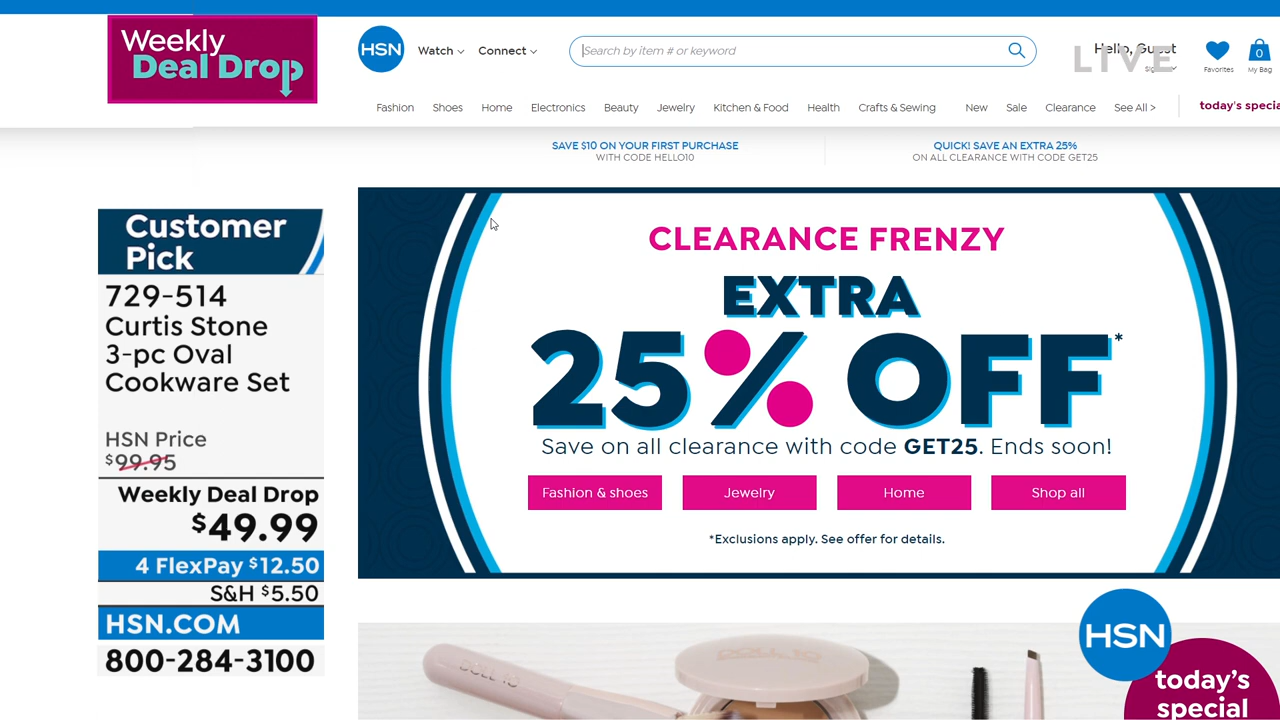 Weekly
Deal Drop
HSN
Watch
Connect
Search by item # or keyword
Hello, Guest
LIVE
Favorites
0
My Bag
Fashion
Shoes
Home
Electronics
Beauty
Jewelry
Kitchen & Food
Health
Crafts & Sewing
New
Sale
Clearance
See All >
today's specia
SAVE $10 ON YOUR FIRST PURCHASE
WITH CODE HELLO10
QUICK! SAVE AN EXTRA 25%
ON ALL CLEARANCE WITH CODE GET25
Customer
Pick
729-514
Curtis Stone
3-pc Oval
Cookware Set
HSN Price
$99.95
Weekly Deal Drop
$49.99
4 FlexPay $12.50
S&H $5.50
HSN.COM
800-284-3100
CLEARANCE FRENZY
EXTRA
25% OFF*
Save on all clearance with code GET25. Ends soon!
Fashion & shoes
Jewelry
Home
Shop all
*Exclusions apply. See offer for details.
DOLL 10
DOLL 10
HSN
today's
special